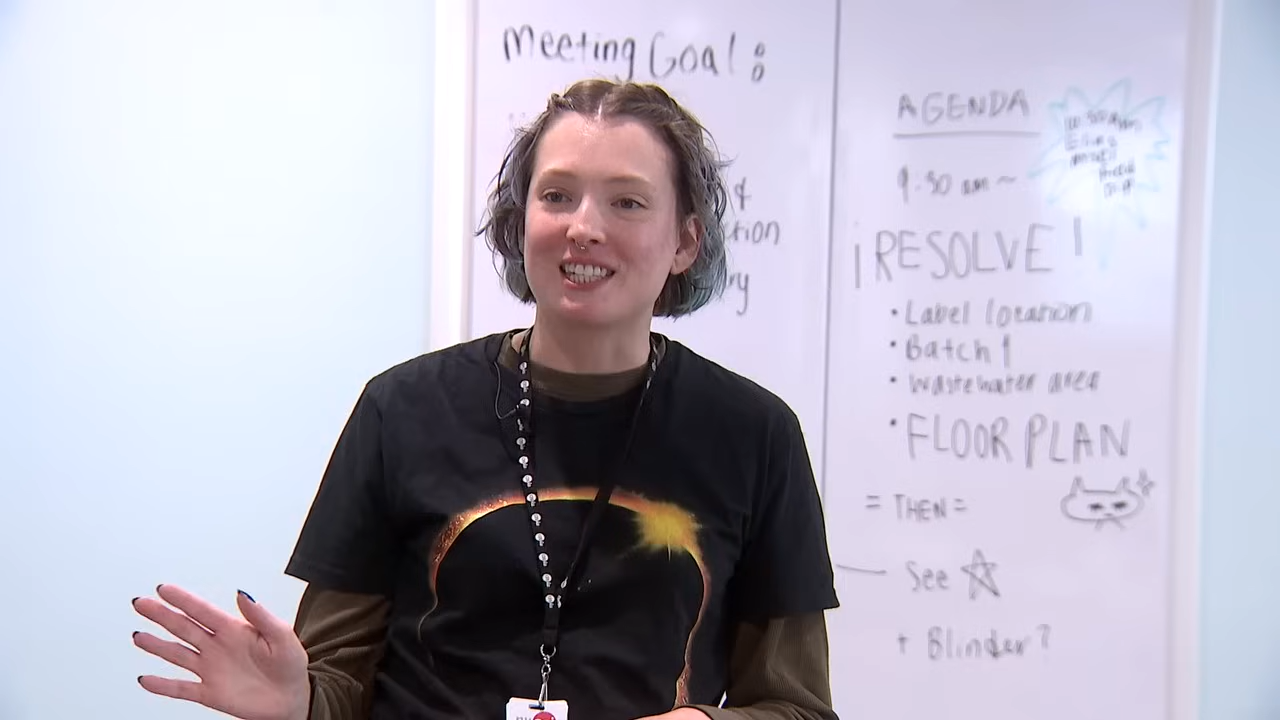 Meeting Goal:
&
ction
ry
AGENDA
9:30 am ~
¡RESOLVE!
• Label location
• Batch 1
• Wastewater area
• FLOOR PLAN
= THEN =
See ☆
+ Blinder?